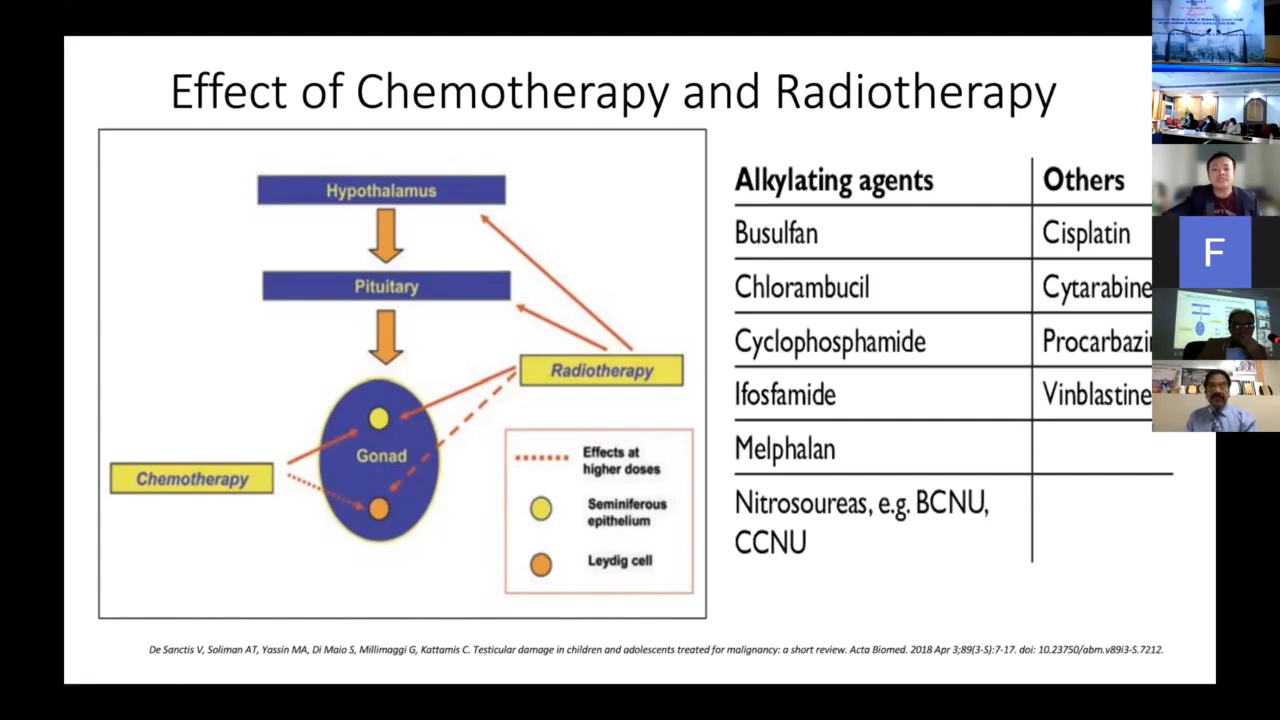 Effect of Chemotherapy and Radiotherapy
Hypothalamus
Pituitary
Radiotherapy
Gonad
Chemotherapy
Effects at
higher doses
Seminiferous
epithelium
Leydig cell
Alkylating agents Others
Busulfan Cisplatin
Chlorambucil Cytarabine
Cyclophosphamide Procarbazi
Ifosfamide Vinblastine
Melphalan
Nitrosoureas, e.g. BCNU,
CCNU
De Sanctis V, Soliman AT, Yassin MA, Di Maio S, Millimaggi G, Kattamis C. Testicular damage in children and adolescents treated for malignancy: a short review. Acta Biomed. 2018 Apr 3;89(3-S):7-17. doi: 10.23750/abm.v89i3-S.7212.
F